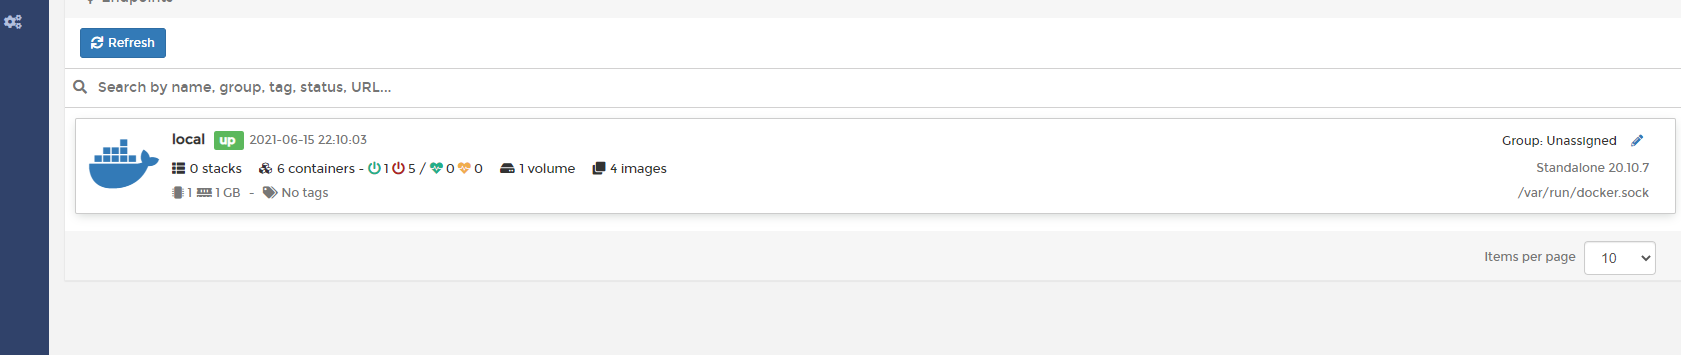 Endpoints
Refresh
Search by name, group, tag, status, URL...
local up 2021-06-15 22:10:03
Group: Unassigned
0 stacks 6 containers - 1 5 / 0 0 1 volume 4 images
Standalone 20.10.7
1 1 GB - No tags
/var/run/docker.sock
Items per page 10